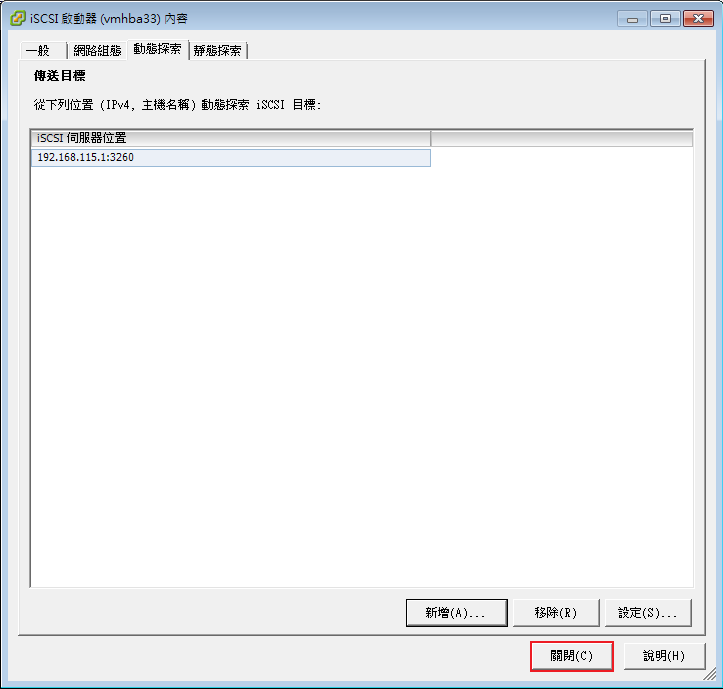 iSCSI 啟動器 (vmhba33) 內容
一般 網路組態 動態探索 靜態探索
傳送目標
從下列位置 (IPv4, 主機名稱) 動態探索 iSCSI 目標:
iSCSI 伺服器位置
192.168.115.1:3260
新增(A)... 移除(R) 設定(S)...
關閉(C) 說明(H)